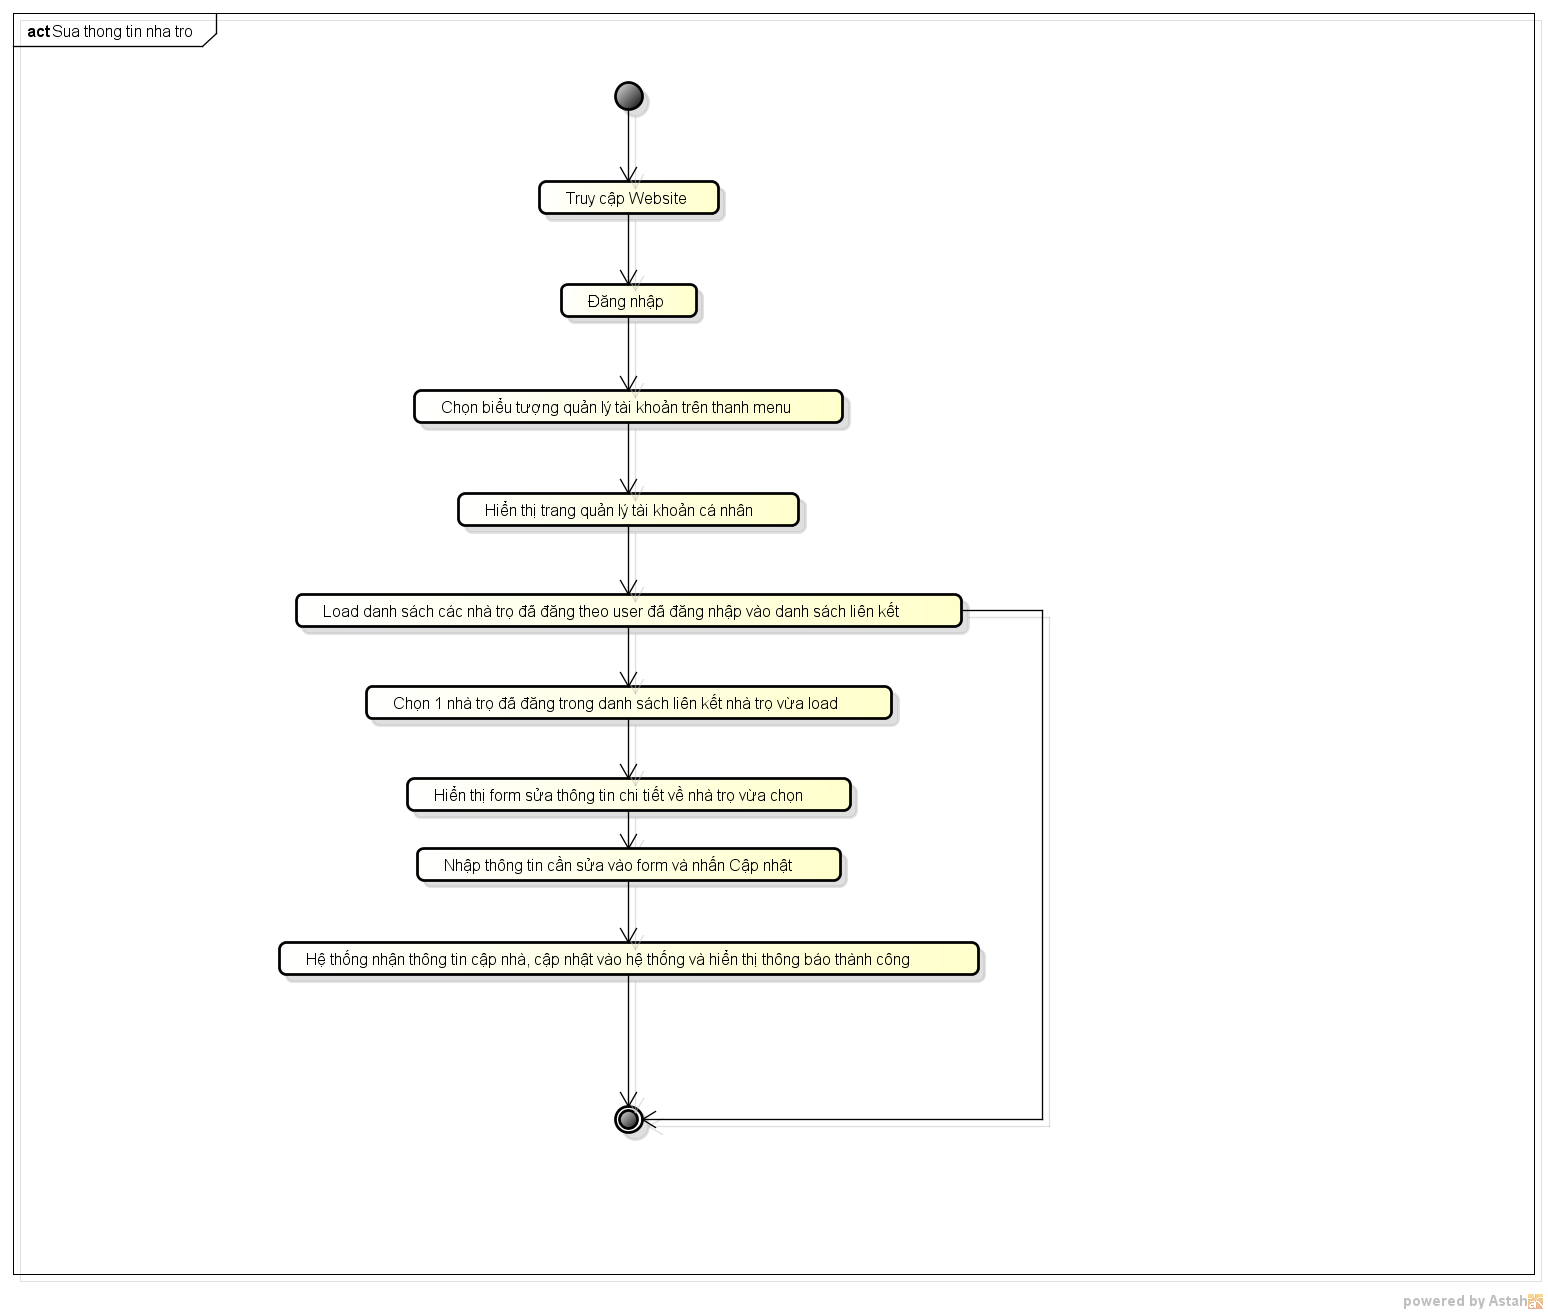 act Sua thong tin nha tro
Truy cập Website
Đăng nhập
Chọn biểu tượng quản lý tài khoản trên thanh menu
Hiển thị trang quản lý tài khoản cá nhân
Load danh sách các nhà trọ đã đăng theo user đã đăng nhập vào danh sách liên kết
Chọn 1 nhà trọ đã đăng trong danh sách liên kết nhà trọ vừa load
Hiển thị form sửa thông tin chi tiết về nhà trọ vừa chọn
Nhập thông tin cần sửa vào form và nhấn Cập nhật
Hệ thống nhận thông tin cập nhà, cập nhật vào hệ thống và hiển thị thông báo thành công
powered by Astah